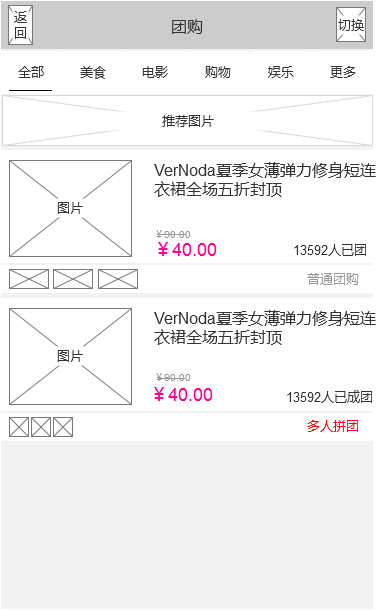 返回
团购
切换
全部 美食 电影 购物 娱乐 更多
推荐图片
图片
VerNoda夏季女薄弹力修身短连
衣裙全场五折封顶
￥90.00
￥40.00
13592人已团
普通团购
图片
VerNoda夏季女薄弹力修身短连
衣裙全场五折封顶
￥90.00
￥40.00
13592人已成团
多人拼团